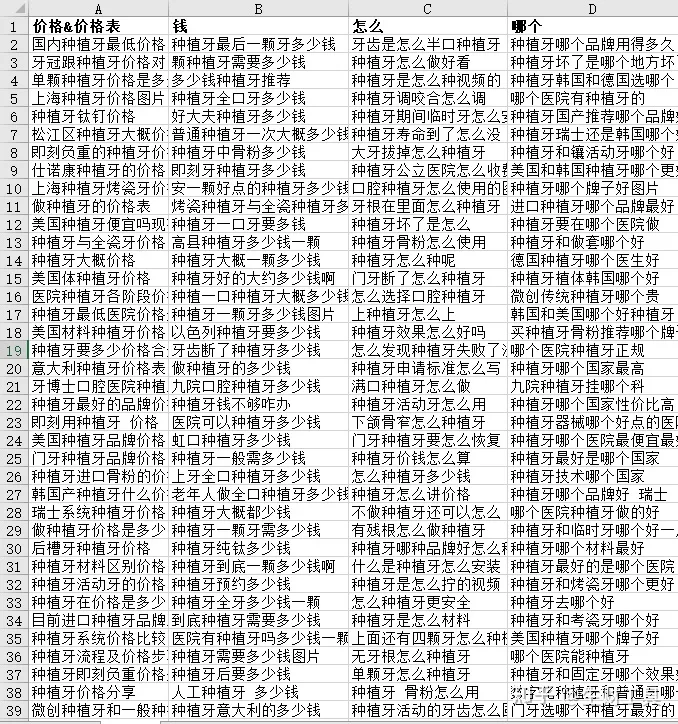 A B C D
1 价格&价格表 钱 怎么 哪个
2 国内种植牙最低价格 种植牙最后一颗牙多少钱 牙齿是怎么半口种植牙 种植牙哪个品牌用得多久
3 牙冠跟种植牙价格对 颗种植牙需要多少钱 种植牙怎么做好看 种植牙坏了是哪个地方坏
4 单颗种植牙价格是多 多少钱种植牙推荐 种植牙是怎么种视频的 种植牙韩国和德国选哪个
5 上海种植牙价格图片 种植牙全口牙多少钱 种植牙调咬合怎么调 哪个医院有种植牙的
6 种植牙钛钉价格 好大夫种植牙多少钱 种植牙期间临时牙怎么 种植牙国产推荐哪个品牌
7 松江区种植牙大概价 普通种植牙一次大概多少钱 种植牙寿命到了怎么没 种植牙瑞士还是韩国哪个
8 即刻负重的种植牙价 种植牙中骨粉多少钱 大牙拔掉怎么种植牙 种植牙和镶活动牙哪个好
9 仕诺康种植牙的价格 即刻牙种植牙多少钱 种植牙公立医院怎么收费 美国和韩国种植牙哪个更
10 上海种植牙烤瓷牙价 安一颗好点的种植牙多少钱 口腔种植牙怎么使用的 种植牙哪个牌子好图片
11 做种植牙的价格表 烤瓷种植牙与全瓷种植牙多 牙根在里面怎么种植牙 进口种植牙哪个品牌最好
12 美国种植牙便宜吗现 种植牙一口牙要多少钱 种植牙坏了是怎么 种植牙要在哪个医院做
13 种植牙与全瓷牙价格 高县种植牙多少钱一颗 种植牙骨粉怎么使用 种植牙和做套哪个好
14 种植牙大概价格 种植牙大概一颗多少钱 种植牙怎么种呢 德国种植牙哪个医生好
15 美国体种植牙价格 种植牙好的大约多少钱啊 门牙断了怎么种植牙 种植牙植体韩国哪个好
16 医院种植牙各阶段价 种植一口种植牙大概多少钱 怎么选择口腔种植牙 微创传统种植牙哪个贵
17 种植牙最低医院价格 种植牙一颗牙多少钱图片 上种植牙怎么上 韩国和美国哪个好种植牙
18 美国材料种植牙价格 以色列种植牙要多少钱 种植牙效果怎么好吗 买种植牙骨粉推荐哪个牌
19 种植牙要多少价格合 牙齿断了种植牙多少钱 怎么发现种植牙失败了 哪个医院种植牙正规
20 意大利种植牙价格表 做种植牙的多少钱 种植牙申请标准怎么写 种植牙哪个国家最高
21 牙博士口腔医院种植 九院口腔种植牙多少钱 满口种植牙怎么做 九院种植牙挂哪个科
22 种植牙最好的品牌价 种植牙钱不够咋办 种植牙活动牙怎么用 种植牙哪个国家性价比高
23 即刻用种植牙 价格 医院可以种植牙多少钱 下颌骨窄怎么种植牙 种植牙器械哪个好点的医
24 美国种植牙品牌价格 虹口种植牙多少钱 门牙种植牙要怎么恢复 种植牙哪个医院最便宜最
25 门牙种植牙品牌价格 种植牙一般需多少钱 种植牙价钱怎么算 种植牙最好是哪个国家
26 种植牙进口骨粉的价 上牙全口种植牙多少钱 怎么种植牙多少钱 种植牙技术哪个国家
27 韩国产种植牙什么价 老年人做全口种植牙多少钱 种植牙怎么讲价格 种植牙哪个品牌好 瑞士
28 瑞士系统种植牙价格 种植牙大概都少钱 不做种植牙还可以怎么 哪个医院种植牙做的好
29 做种植牙价格是多少 种植牙一颗牙需多少钱 有残根怎么做种植牙 种植牙和临时牙哪个好一
30 后槽牙种植牙价格 种植牙纯钛多少钱 种植牙哪种品牌好怎么 种植牙哪个材料最好
31 种植牙材料区别价格 种植牙到底一颗多少钱啊 什么是种植牙怎么安装 种植牙最好的是哪个医院
32 种植牙活动牙的价格 种植牙预约多少钱 种植牙是怎么拧的视频 种植牙和烤瓷牙哪个更好
33 种植牙在价格是多少 种植牙全牙多少钱一颗 怎么种植牙更安全 种植牙去哪个好
34 目前进口种植牙品牌 到底种植牙需要多少钱 种植牙是怎么材料 种植牙和考瓷牙哪个好
35 种植牙系统价格比较 医院有种植牙吗多少钱一颗 上面还有四颗牙怎么种 美国种植牙哪个牌子好
36 种植牙流程及价格步 种植牙需要多少钱图片 无牙根怎么种植牙 哪个医院能种植牙
37 种植牙即刻负重价格 种植牙后要多少钱 单颗牙怎么种植牙 种植牙和固定牙哪个效果
38 种植牙价格分享 人工种植牙 多少钱 种植牙 骨粉怎么用
39 微创种植牙和一般种 种植牙意大利的多少钱 种植牙活动的牙齿怎么 门牙选哪个种植牙最好的